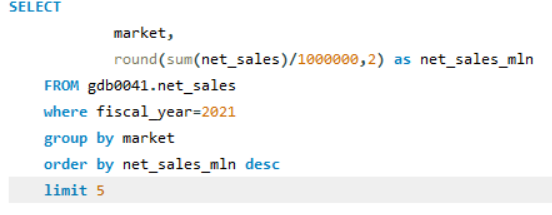 SELECT
market,
round(sum(net_sales)/1000000,2) as net_sales_mln
FROM gdb0041.net_sales
where fiscal_year=2021
group by market
order by net_sales_mln desc
limit 5